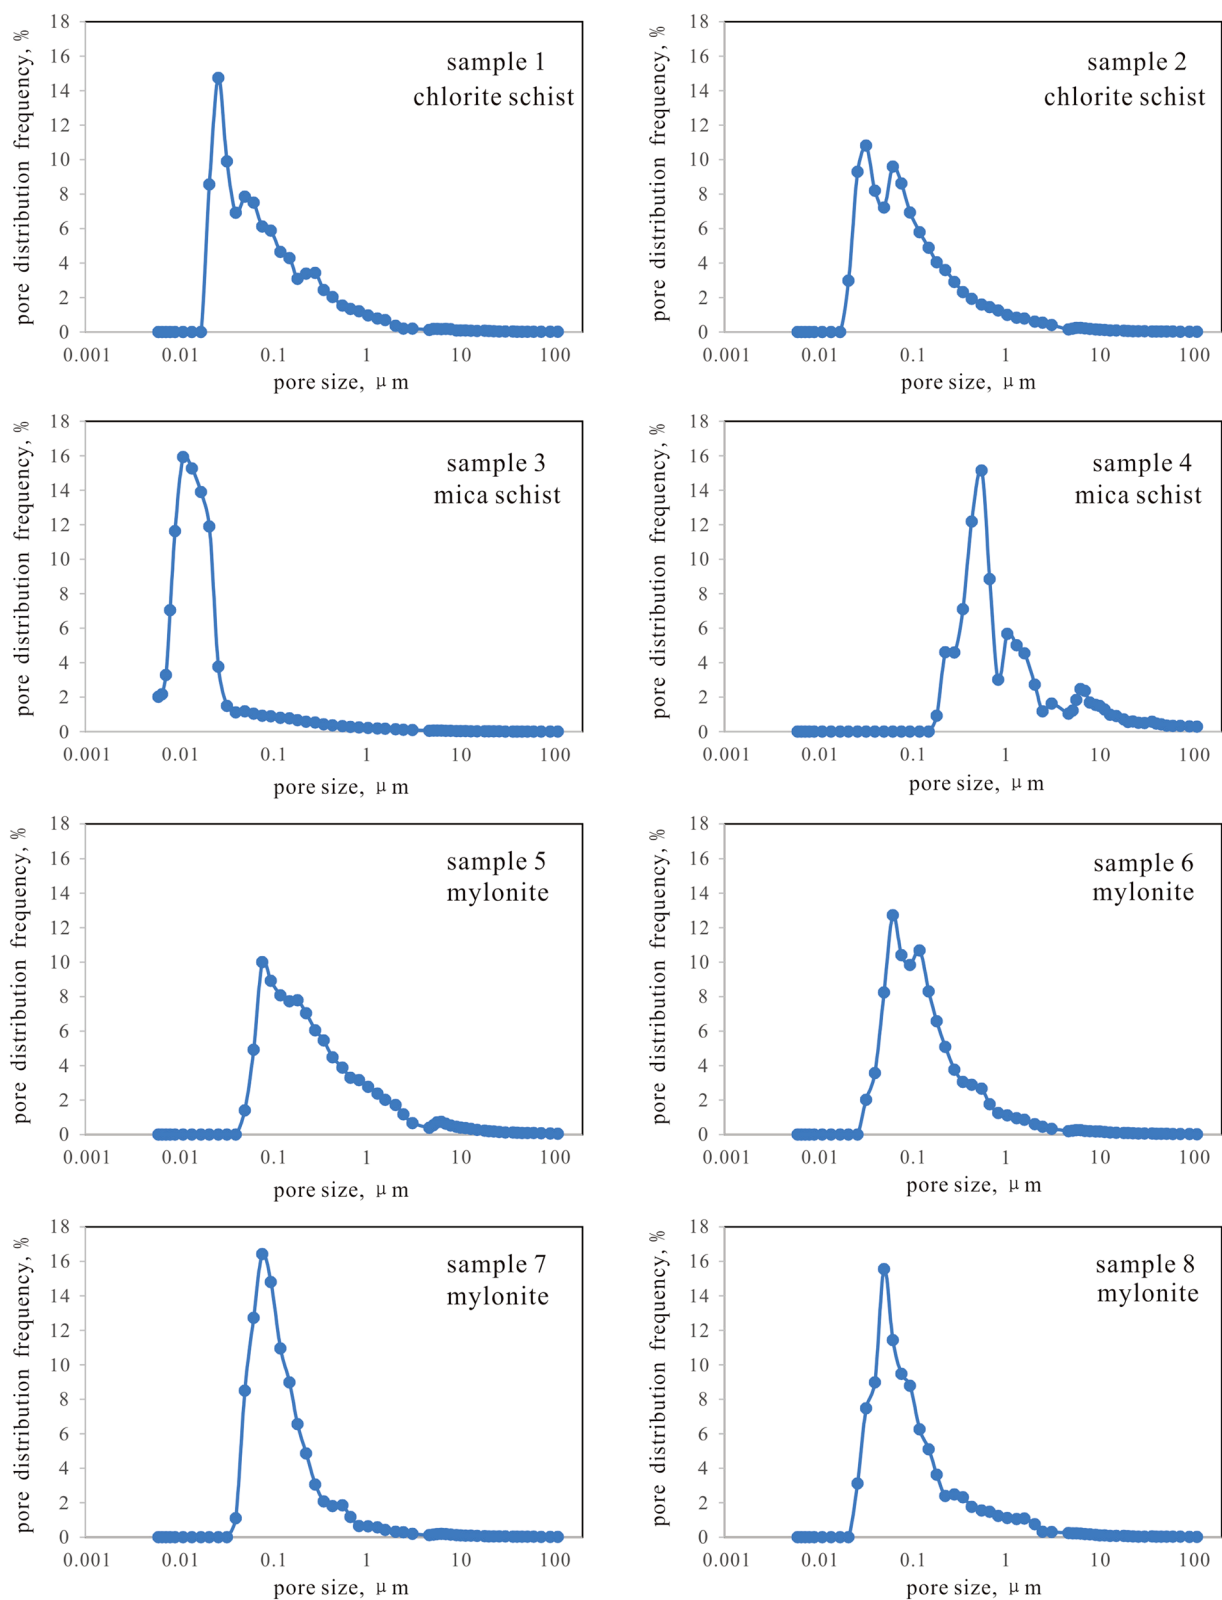 pore distribution frequency, %
18
16
14
12
10
8
6
4
2
0
sample 1
chlorite schist
0.001 0.01 0.1 1 10 100
pore size, μm
pore distribution frequency, %
18
16
14
12
10
8
6
4
2
0
sample 2
chlorite schist
0.001 0.01 0.1 1 10 100
pore size, μm
pore distribution frequency, %
18
16
14
12
10
8
6
4
2
0
sample 3
mica schist
0.001 0.01 0.1 1 10 100
pore size, μm
pore distribution frequency, %
18
16
14
12
10
8
6
4
2
0
sample 4
mica schist
0.001 0.01 0.1 1 10 100
pore size, μm
pore distribution frequency, %
18
16
14
12
10
8
6
4
2
0
sample 5
mylonite
0.001 0.01 0.1 1 10 100
pore size, μm
pore distribution frequency, %
18
16
14
12
10
8
6
4
2
0
sample 6
mylonite
0.001 0.01 0.1 1 10 100
pore size, μm
pore distribution frequency, %
18
16
14
12
10
8
6
4
2
0
sample 7
mylonite
0.001 0.01 0.1 1 10 100
pore size, μm
pore distribution frequency, %
18
16
14
12
10
8
6
4
2
0
sample 8
mylonite
0.001 0.01 0.1 1 10 100
pore size, μm